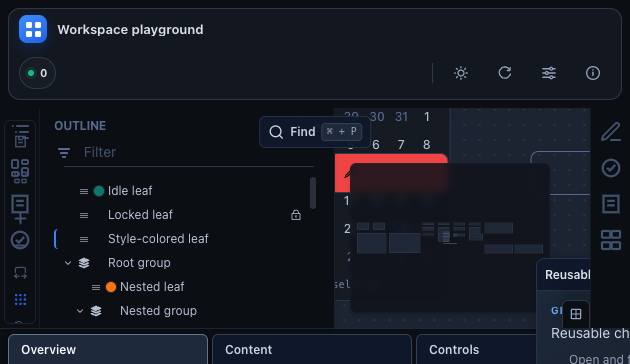 Workspace playground
0
OUTLINE
Filter
Find ⌘ + P
Idle leaf
Locked leaf
Style-colored leaf
Root group
Nested leaf
Nested group
29 30 31 1
6 7 8
Reusabl
Reusable ch
Open and f
Overview
Content
Controls